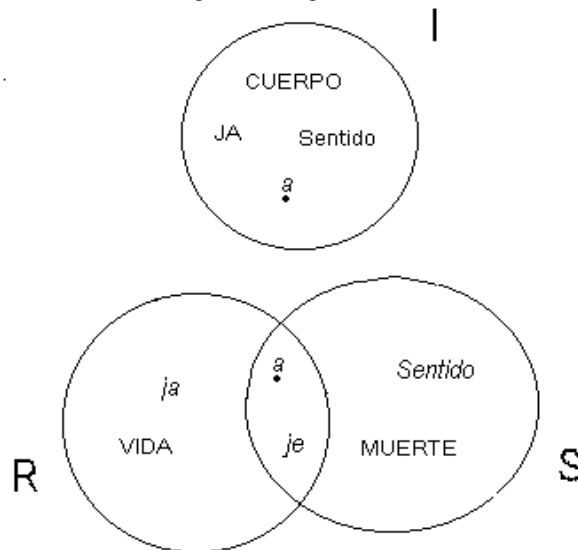 I
CUERPO
JA Sentido
a
a
ja Sentido
VIDA je MUERTE
R S